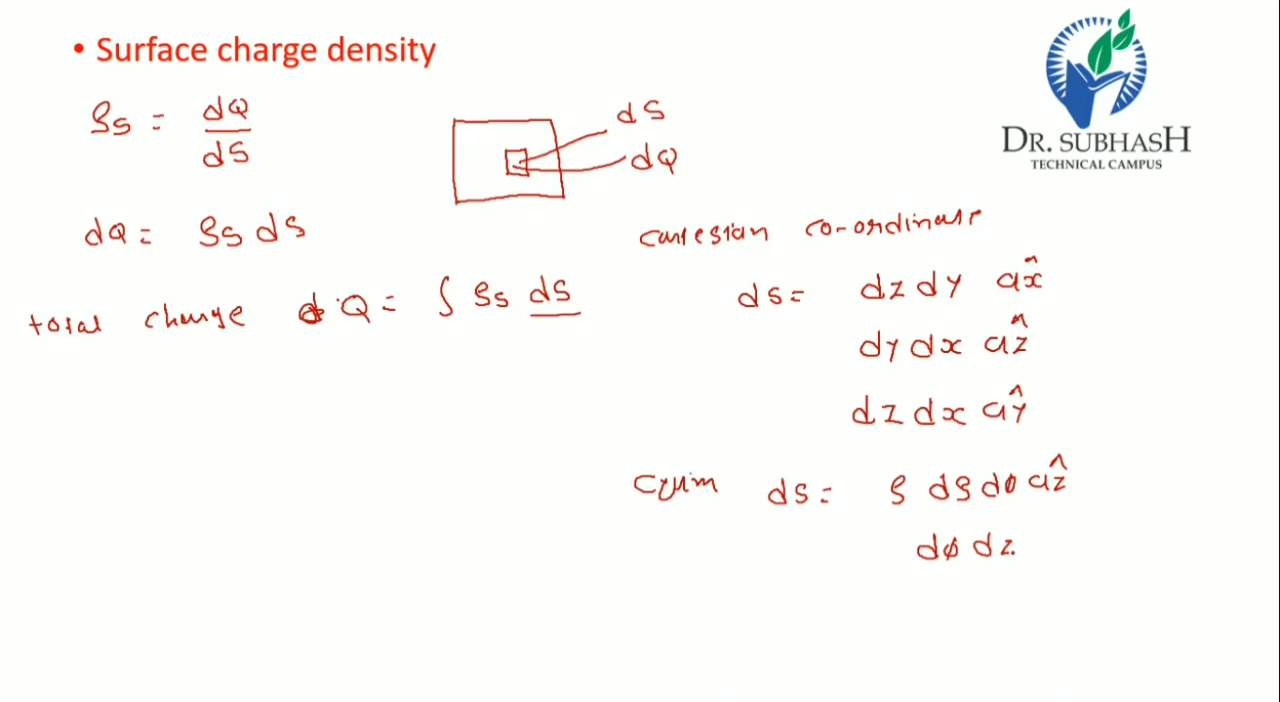 • Surface charge density
ρs = dQ / dS
dS
dQ
DR. SUBHASH
TECHNICAL CAMPUS
dQ = ρs ds
total charge Q = ∫ ρs ds
cartesian co-ordinate
ds = dz dy ax̂
dy dx aẑ
dz dx aŷ
ds = ρ dρ dϕ aẑ
dϕ dz